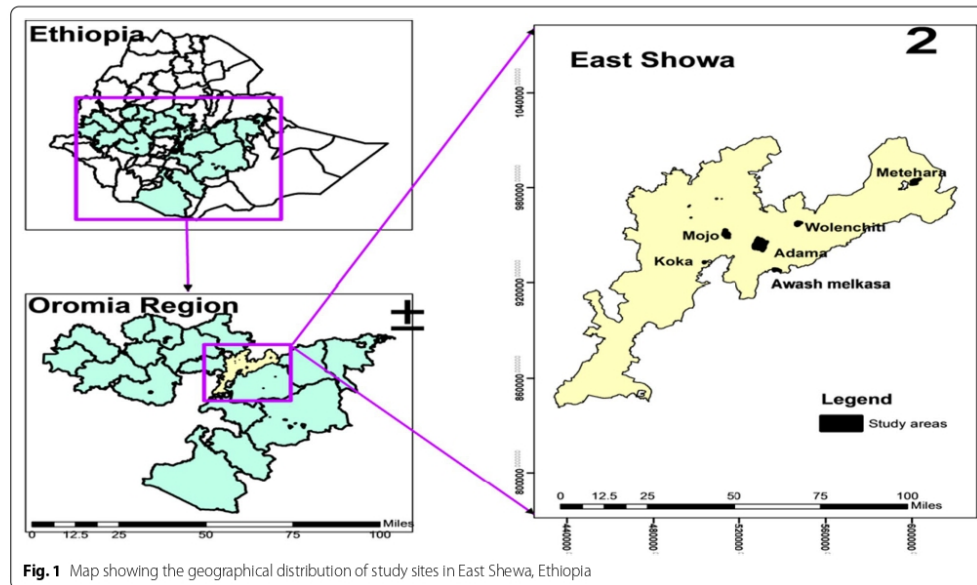 Ethiopia
Oromia Region
0 12.5 25 50 75 100
Miles
2
East Showa
Metehara
Wolenchiti
Mojo
Adama
Koka
Awash melkasa
Legend
Study areas
1040000
980000
920000
860000
800000
0 12.5 25 50 75 100
Miles
Fig. 1 Map showing the geographical distribution of study sites in East Shewa, Ethiopia